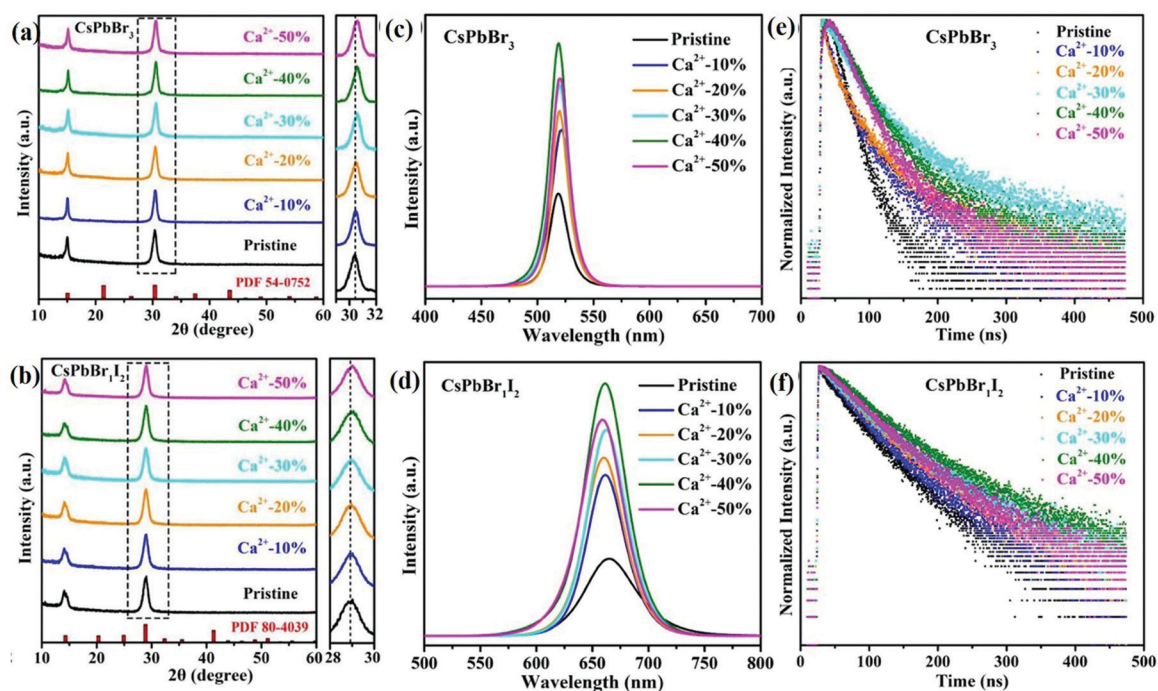 (a)
CsPbBr₃
Ca²⁺-50%
Ca²⁺-40%
Ca²⁺-30%
Ca²⁺-20%
Ca²⁺-10%
Pristine
PDF 54-0752
Intensity (a.u.)
10 20 30 40 50 60
2θ (degree)
30 32
(c)
CsPbBr₃
Pristine
Ca²⁺-10%
Ca²⁺-20%
Ca²⁺-30%
Ca²⁺-40%
Ca²⁺-50%
Intensity (a.u.)
400 450 500 550 600 650 700
Wavelength (nm)
(e)
CsPbBr₃
Pristine
Ca²⁺-10%
Ca²⁺-20%
Ca²⁺-30%
Ca²⁺-40%
Ca²⁺-50%
Normalized Intensity (a.u.)
0 100 200 300 400 500
Time (ns)
(b)
CsPbBr₁I₂
Ca²⁺-50%
Ca²⁺-40%
Ca²⁺-30%
Ca²⁺-20%
Ca²⁺-10%
Pristine
PDF 80-4039
Intensity (a.u.)
10 20 30 40 50 60
2θ (degree)
28 30
(d)
CsPbBr₁I₂
Pristine
Ca²⁺-10%
Ca²⁺-20%
Ca²⁺-30%
Ca²⁺-40%
Ca²⁺-50%
Intensity (a.u.)
500 550 600 650 700 750 800
Wavelength (nm)
(f)
CsPbBr₁I₂
Pristine
Ca²⁺-10%
Ca²⁺-20%
Ca²⁺-30%
Ca²⁺-40%
Ca²⁺-50%
Normalized Intensity (a.u.)
0 100 200 300 400 500
Time (ns)